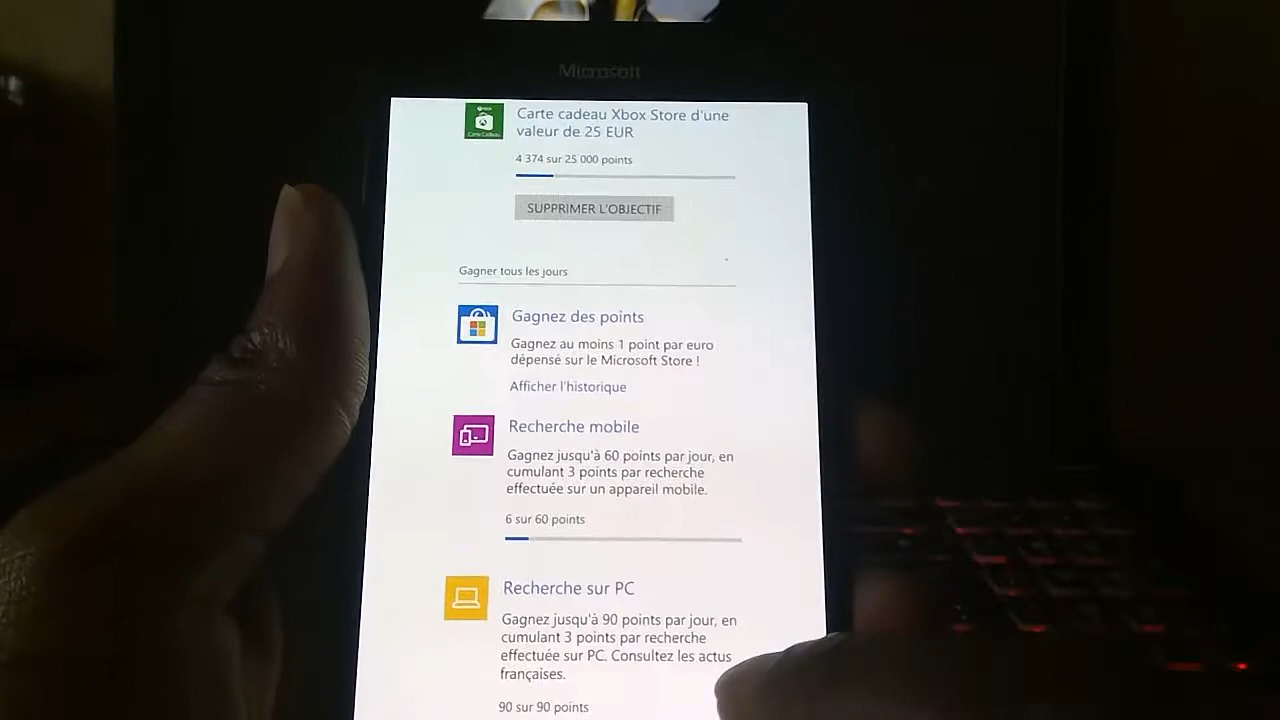 Microsoft
Carte cadeau Xbox Store d'une
valeur de 25 EUR
4 374 sur 25 000 points
SUPPRIMER L'OBJECTIF
Gagner tous les jours
Gagnez des points
Gagnez au moins 1 point par euro
dépensé sur le Microsoft Store !
Afficher l'historique
Recherche mobile
Gagnez jusqu'à 60 points par jour, en
cumulant 3 points par recherche
effectuée sur un appareil mobile.
6 sur 60 points
Recherche sur PC
Gagnez jusqu'à 90 points par jour, en
cumulant 3 points par recherche
effectuée sur PC. Consultez les actus
françaises.
90 sur 90 points